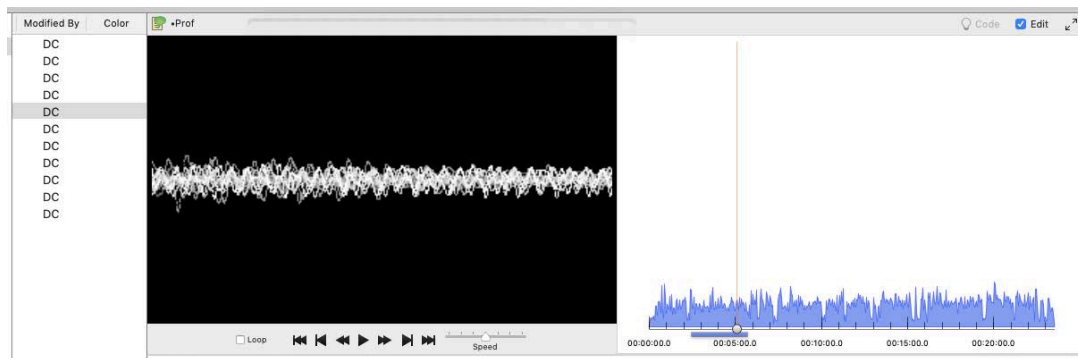 Modified By Color •Prof Code Edit
DC
DC
DC
DC
DC
DC
DC
DC
DC
DC
DC
Loop Speed
00:00:00.0 00:05:00.0 00:10:00.0 00:15:00.0 00:20:00.0